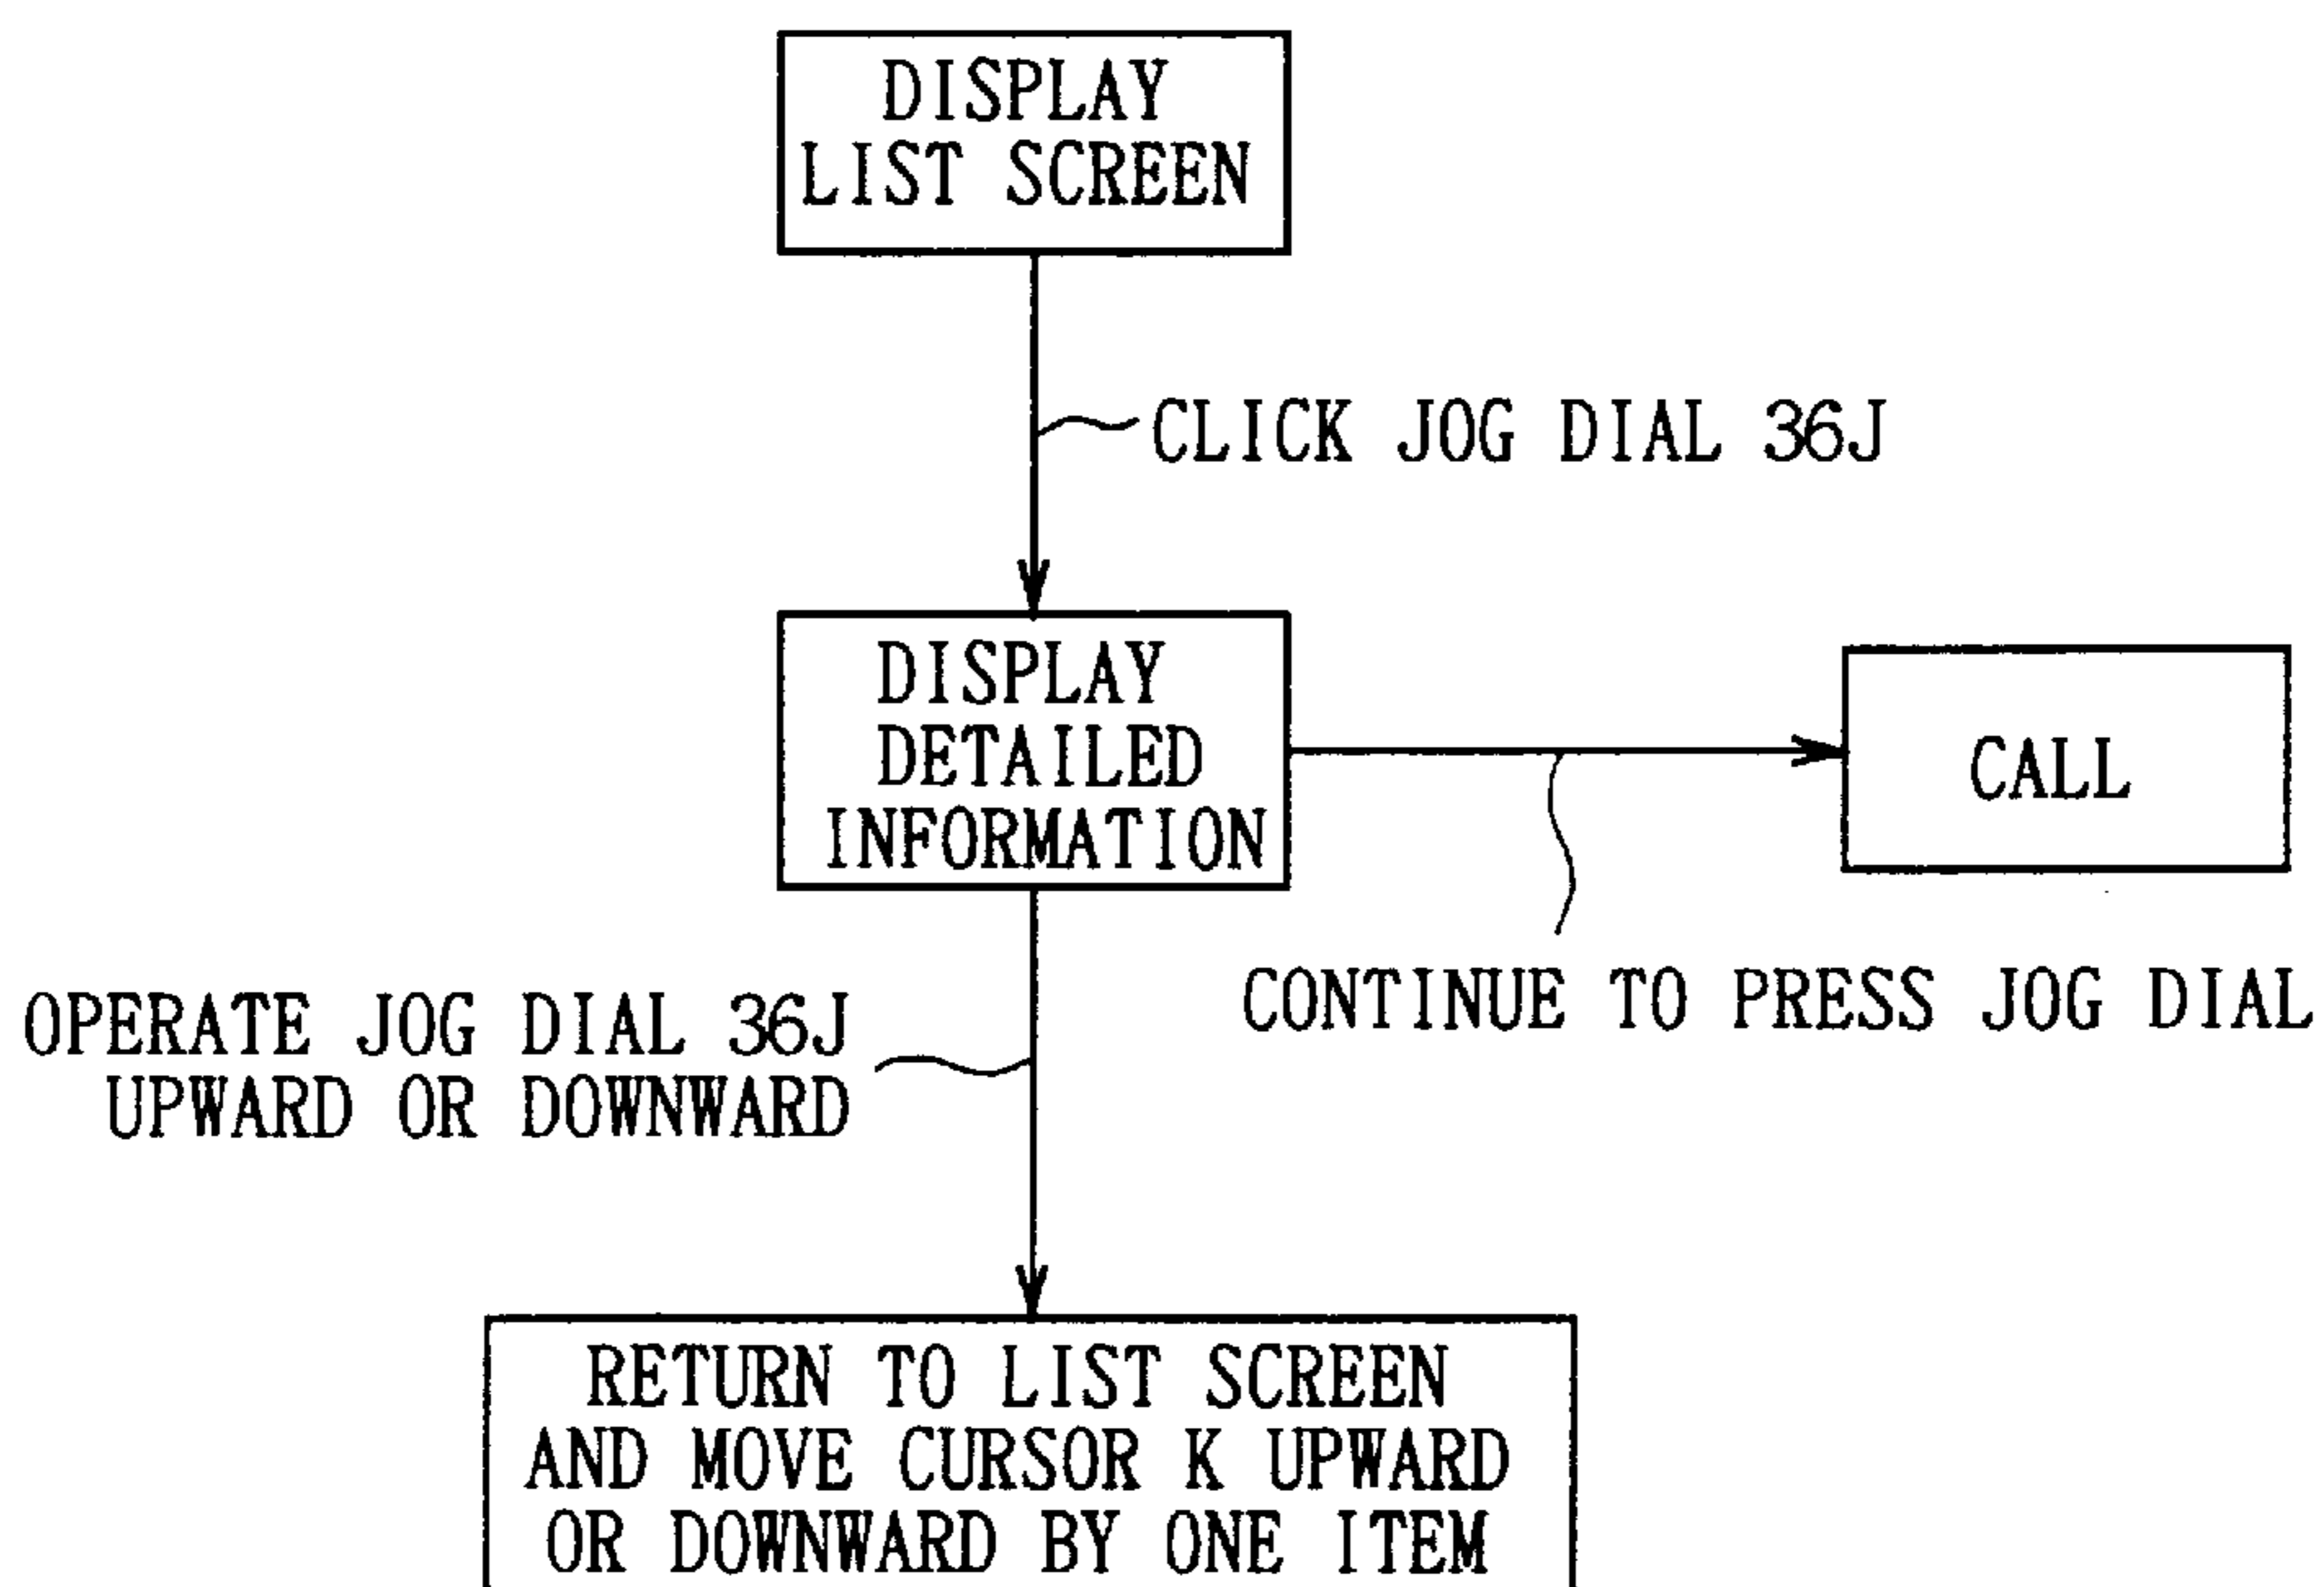 DISPLAY
LIST SCREEN
CLICK JOG DIAL 36J
DISPLAY
DETAILED
INFORMATION
CALL
CONTINUE TO PRESS JOG DIAL
OPERATE JOG DIAL 36J
UPWARD OR DOWNWARD
RETURN TO LIST SCREEN
AND MOVE CURSOR K UPWARD
OR DOWNWARD BY ONE ITEM